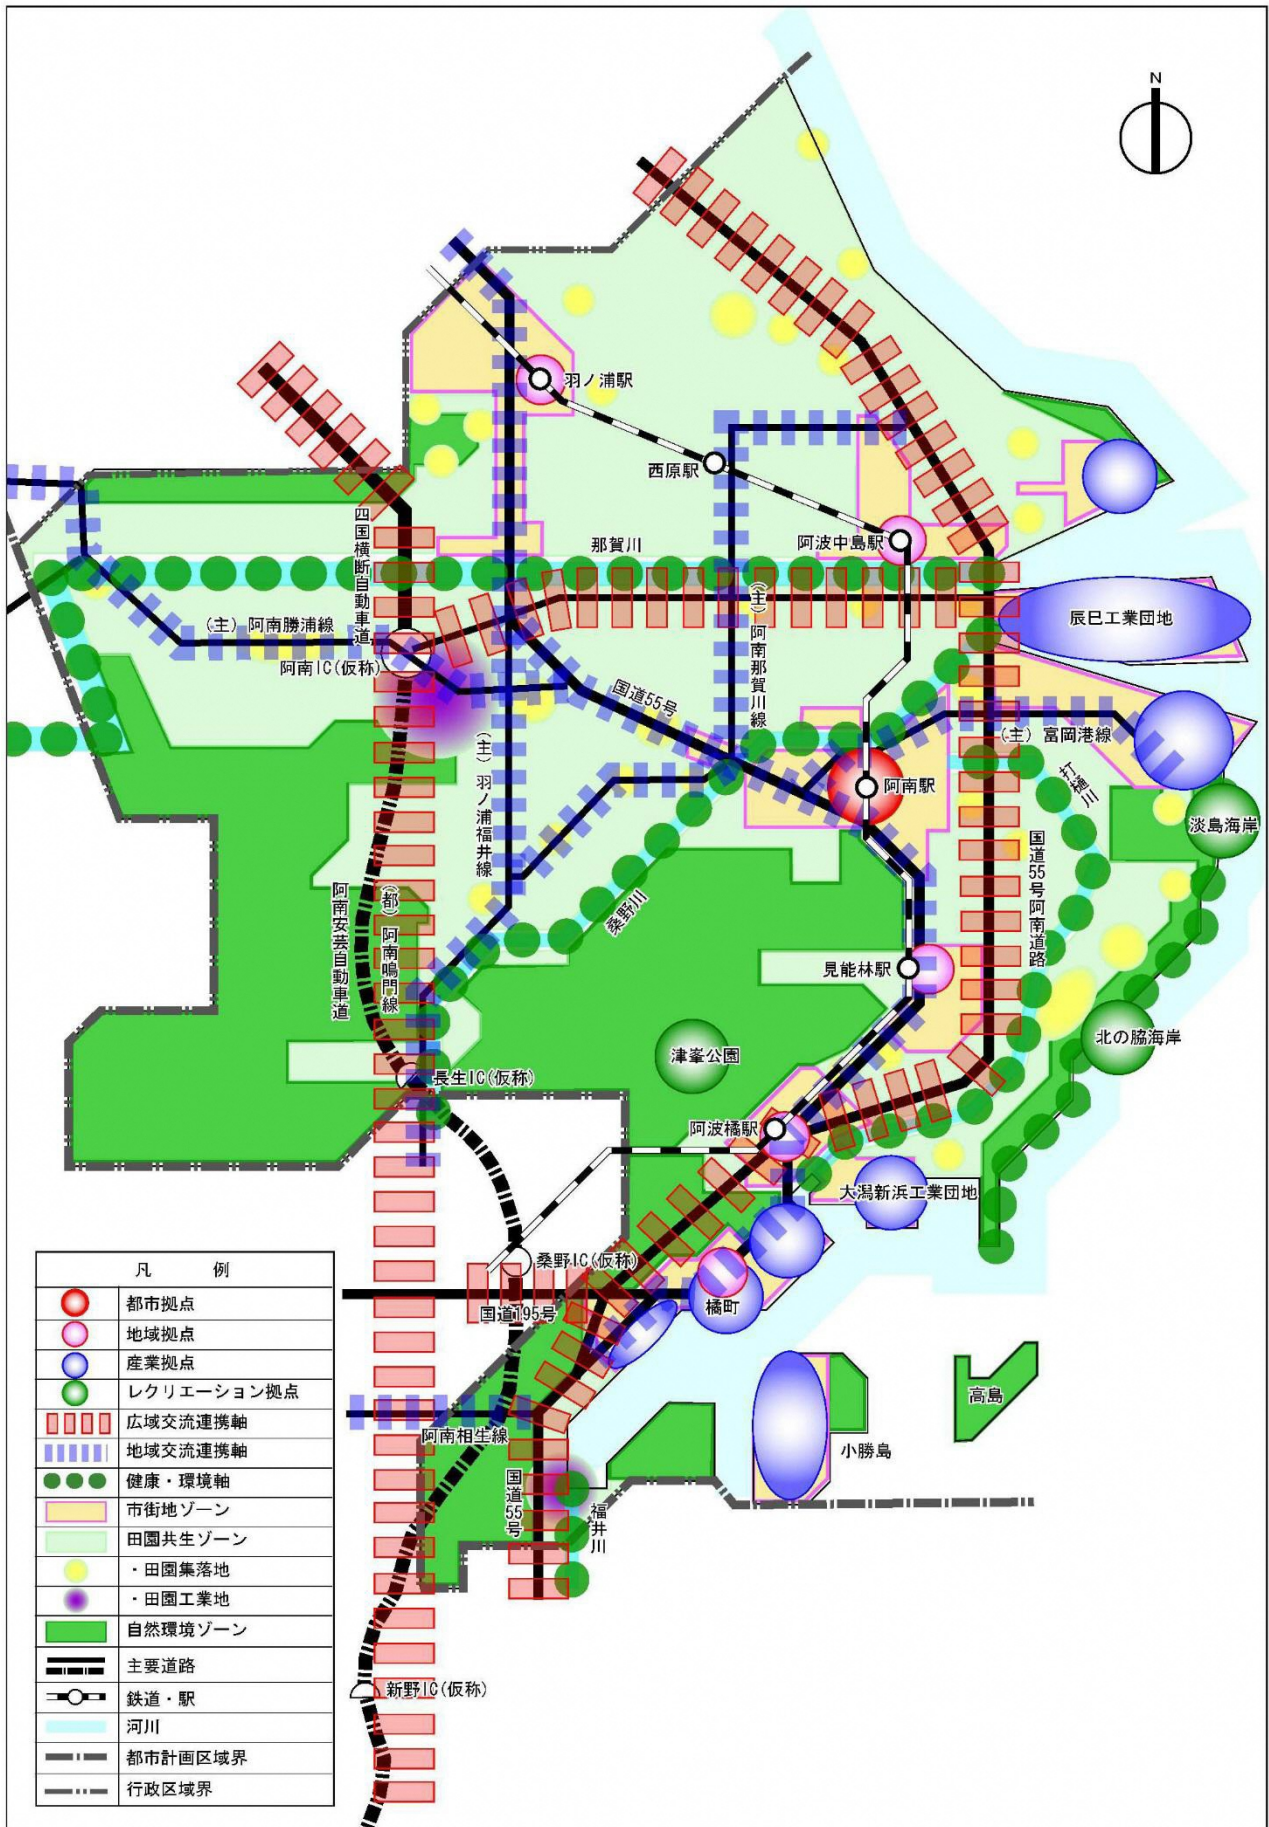 N
羽ノ浦駅
西原駅
四国横断自動車道
那賀川
阿波中島駅
(主) 阿南勝浦線
阿南IC(仮称)
(主) 阿南那賀川線
辰巳工業団地
国道55号
(主) 富岡港線
(主) 羽ノ浦福井線
阿南駅
打樋川
淡島海岸
国道55号阿南道路
阿南安芸自動車道
(都) 阿南鳴門線
桑野川
見能林駅
北の脇海岸
津峯公園
長生IC(仮称)
阿波橘駅
大潟新浜工業団地
桑野IC(仮称)
国道195号
橘町
高島
阿南相生線
小勝島
国道55号
福井川
新野IC(仮称)
凡 例
都市拠点
地域拠点
産業拠点
レクリエーション拠点
広域交流連携軸
地域交流連携軸
健康・環境軸
市街地ゾーン
田園共生ゾーン
・田園集落地
・田園工業地
自然環境ゾーン
主要道路
鉄道・駅
河川
都市計画区域界
行政区域界